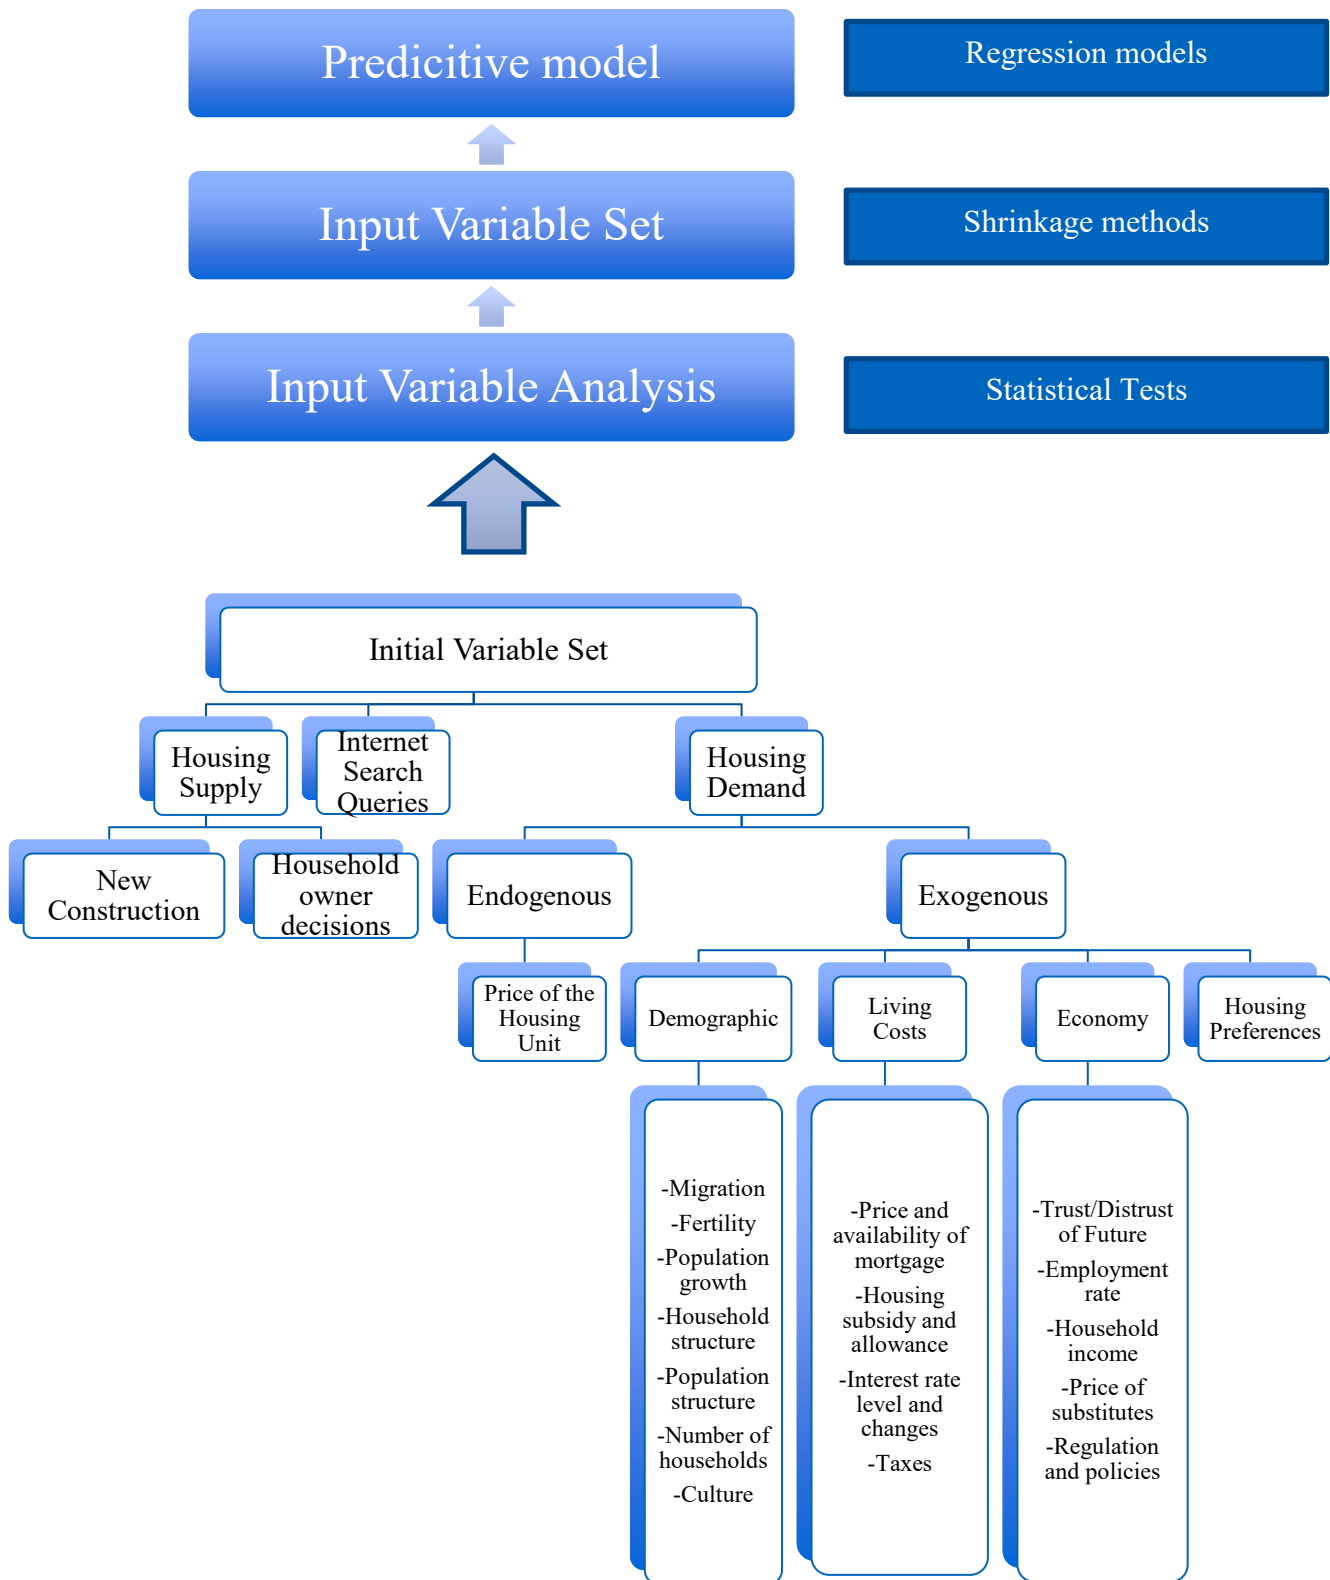 Predicitive model
Regression models
Input Variable Set
Shrinkage methods
Input Variable Analysis
Statistical Tests
Initial Variable Set
Housing
Supply
Internet
Search
Queries
Housing
Demand
New
Construction
Household
owner
decisions
Endogenous
Exogenous
Price of the
Housing
Unit
Demographic
Living
Costs
Economy
Housing
Preferences
-Migration
-Fertility
-Population
growth
-Household
structure
-Population
structure
-Number of
households
-Culture
-Price and
availability of
mortgage
-Housing
subsidy and
allowance
-Interest rate
level and
changes
-Taxes
-Trust/Distrust
of Future
-Employment
rate
-Household
income
-Price of
substitutes
-Regulation
and policies